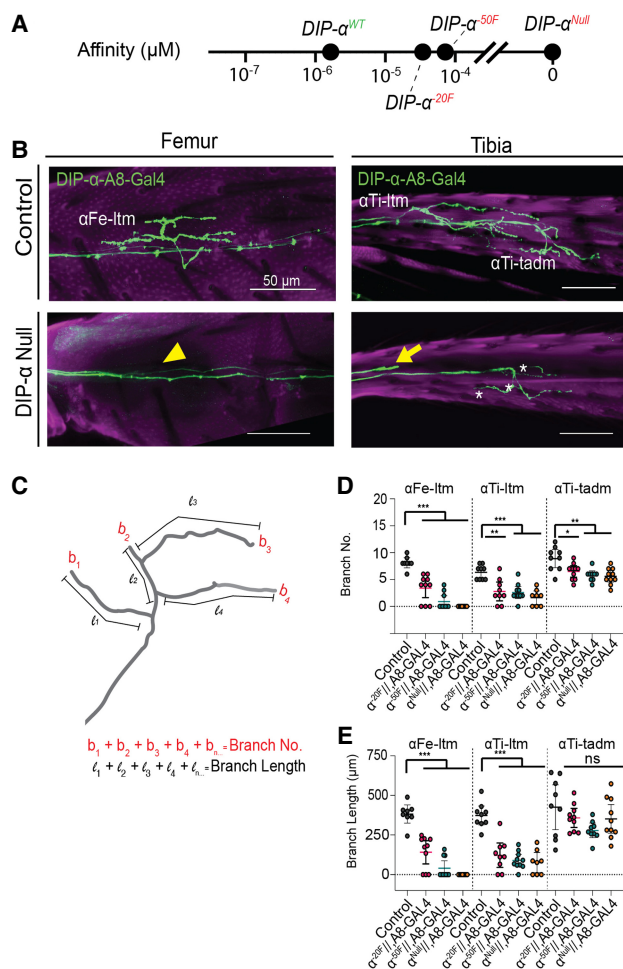 A
Affinity (µM)
DIP-α^WT
DIP-α^-50F
DIP-α^Null
10^-7
10^-6
10^-5
10^-4
0
DIP-α^-20F
B
Femur
Tibia
Control
DIP-α-A8-Gal4
αFe-ltm
50 µm
DIP-α-A8-Gal4
αTi-ltm
αTi-tadm
DIP-α Null
*
*
*
C
b1
b2
b3
b4
ℓ1
ℓ2
ℓ3
ℓ4
b1 + b2 + b3 + b4 + bn...= Branch No.
ℓ1 + ℓ2 + ℓ3 + ℓ4 + ℓn...= Branch Length
D
αFe-ltm
αTi-ltm
αTi-tadm
Branch No.
20
15
10
5
0
***
***
**
**
*
Control
α^-20F//,A8-GAL4
α^-50F//,A8-GAL4
α^Null//,A8-GAL4
Control
α^-20F//,A8-GAL4
α^-50F//,A8-GAL4
α^Null//,A8-GAL4
Control
α^-20F//,A8-GAL4
α^-50F//,A8-GAL4
α^Null//,A8-GAL4
E
αFe-ltm
αTi-ltm
αTi-tadm
Branch Length (µm)
750
500
250
0
***
***
ns
Control
α^-20F//,A8-GAL4
α^-50F//,A8-GAL4
α^Null//,A8-GAL4
Control
α^-20F//,A8-GAL4
α^-50F//,A8-GAL4
α^Null//,A8-GAL4
Control
α^-20F//,A8-GAL4
α^-50F//,A8-GAL4
α^Null//,A8-GAL4